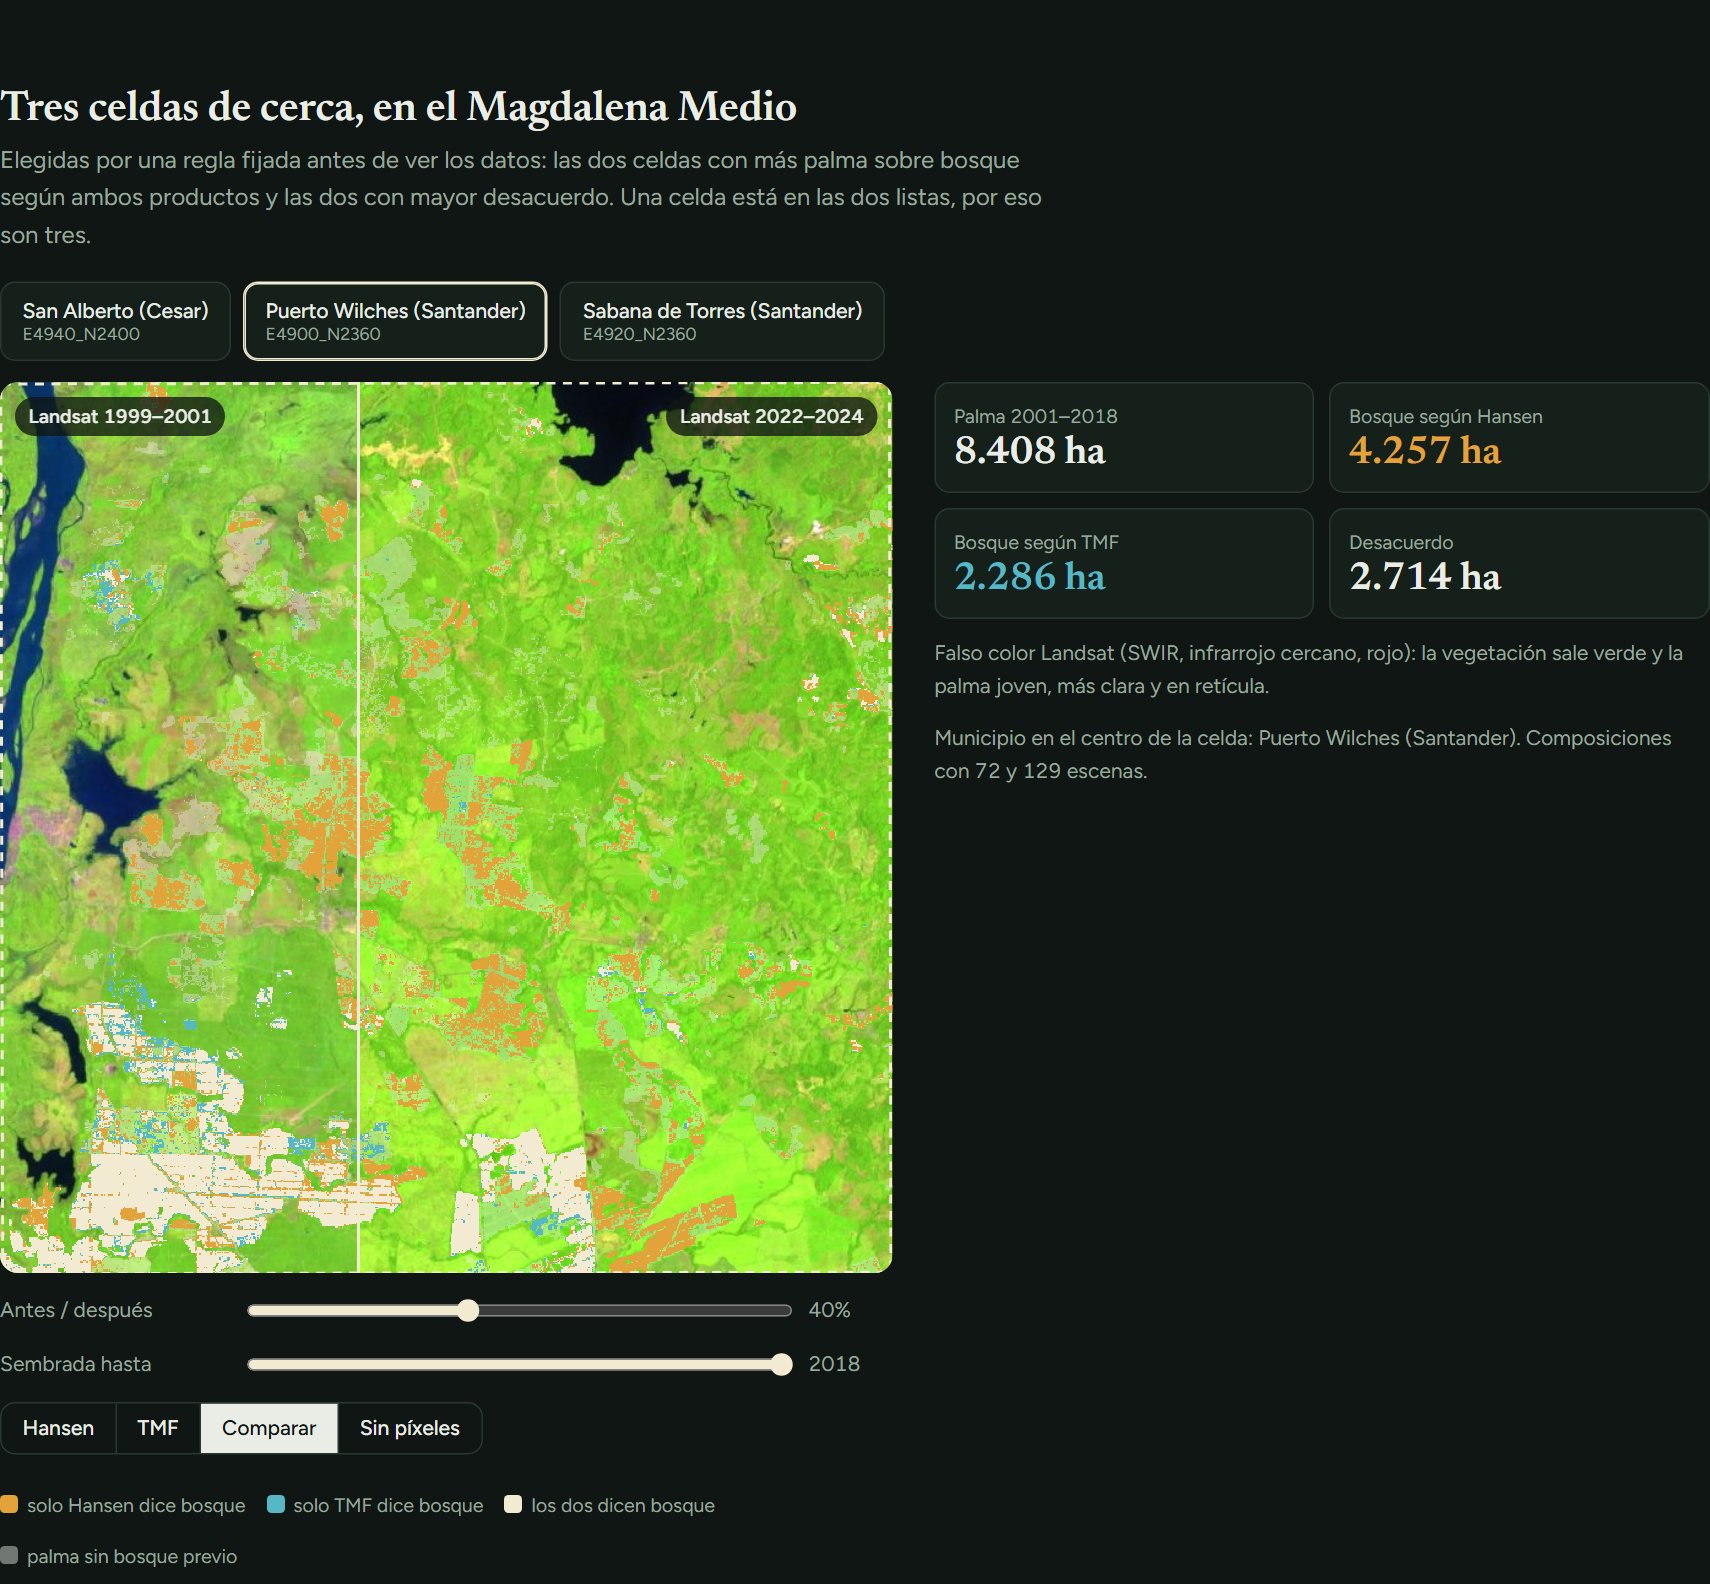 Tres celdas de cerca, en el Magdalena Medio
Elegidas por una regla fijada antes de ver los datos: las dos celdas con más palma sobre bosque
según ambos productos y las dos con mayor desacuerdo. Una celda está en las dos listas, por eso
son tres.
San Alberto (Cesar)
E4940_N2400
Puerto Wilches (Santander)
E4900_N2360
Sabana de Torres (Santander)
E4920_N2360
Landsat 1999–2001
Landsat 2022–2024
Palma 2001–2018
8.408 ha
Bosque según Hansen
4.257 ha
Bosque según TMF
2.286 ha
Desacuerdo
2.714 ha
Falso color Landsat (SWIR, infrarrojo cercano, rojo): la vegetación sale verde y la
palma joven, más clara y en retícula.
Municipio en el centro de la celda: Puerto Wilches (Santander). Composiciones
con 72 y 129 escenas.
Antes / después
40%
Sembrada hasta
2018
Hansen
TMF
Comparar
Sin píxeles
solo Hansen dice bosque
solo TMF dice bosque
los dos dicen bosque
palma sin bosque previo